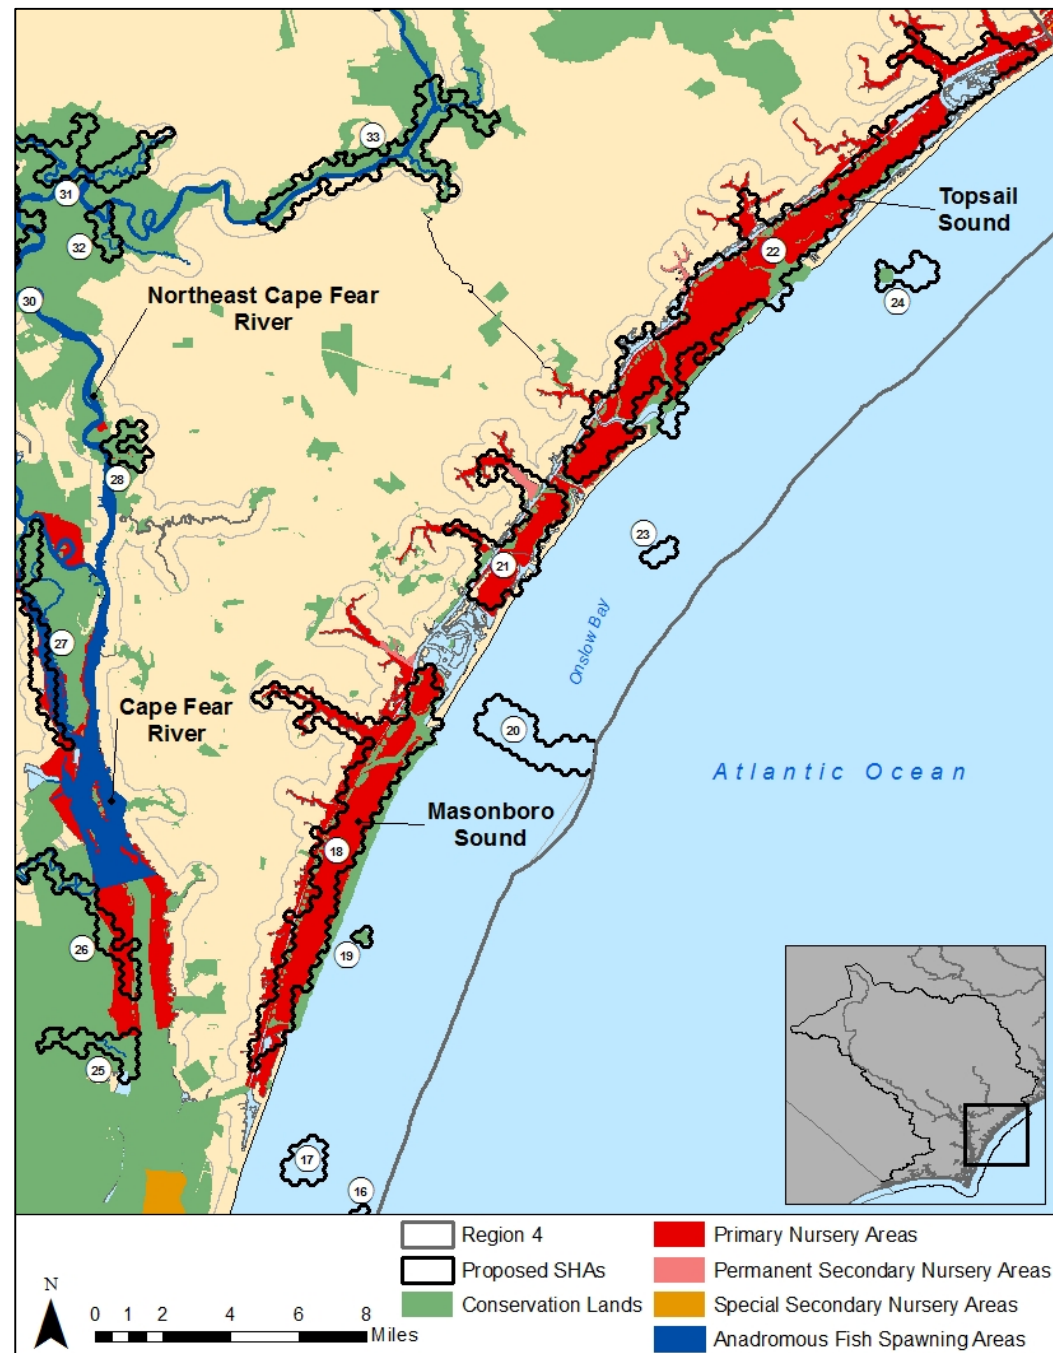 33
31
Topsail
Sound
32
22
24
30
Northeast Cape Fear
River
28
23
21
27
Onslow Bay
Cape Fear
River
20
Atlantic Ocean
Masonboro
Sound
18
26
19
25
17
16
Region 4
Primary Nursery Areas
Proposed SHAs
Permanent Secondary Nursery Areas
N
Conservation Lands
Special Secondary Nursery Areas
0 1 2 4 6 8
Miles
Anadromous Fish Spawning Areas